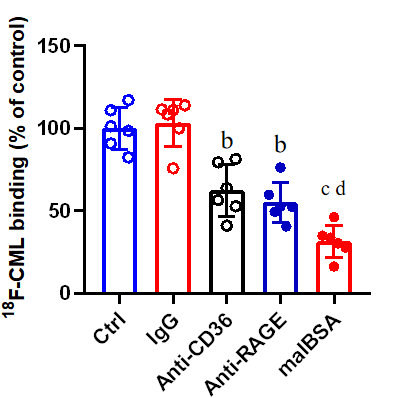 ¹⁸F-CML binding (% of control)
150
100
50
0
b
b
c d
Ctrl
IgG
Anti-CD36
Anti-RAGE
malBSA